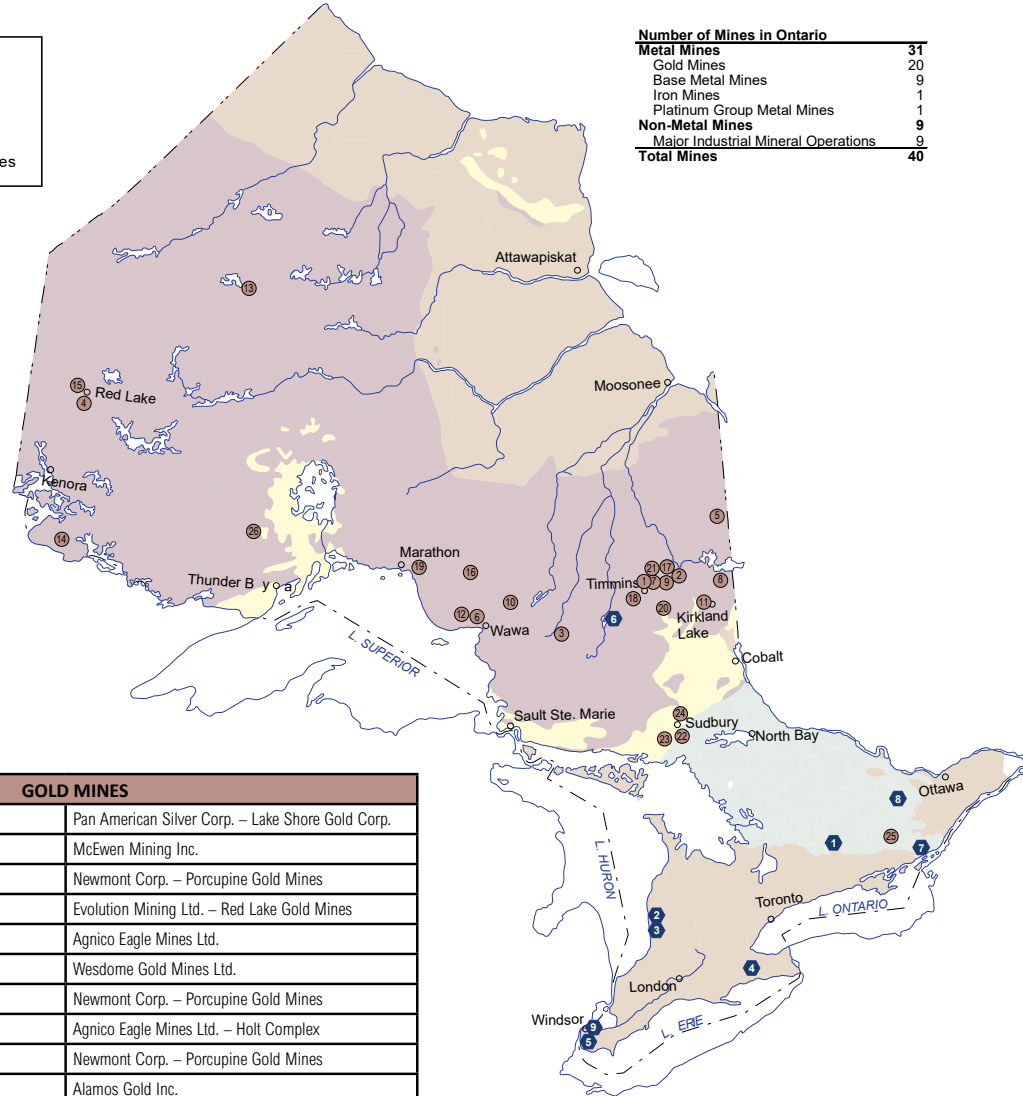 es
Number of Mines in Ontario
Metal Mines 31
Gold Mines 20
Base Metal Mines 9
Iron Mines 1
Platinum Group Metal Mines 1
Non-Metal Mines 9
Major Industrial Mineral Operations 9
Total Mines 40
Attawapiskat
13
Moosonee
15
Red Lake
4
Kenora
5
14
26
Marathon
19
16
Thunder B y a
Timmins
21
17
1
7
9
2
8
18
20
11
Kirkland
Lake
10
12
6
Wawa
6
3
L. SUPERIOR
Cobalt
Sault Ste. Marie
24
Sudbury
23
22
North Bay
Ottawa
8
25
1
7
L. HURON
Toronto
L. ONTARIO
2
3
4
London
Windsor
9
5
L. ERIE
GOLD MINES
Pan American Silver Corp. – Lake Shore Gold Corp.
McEwen Mining Inc.
Newmont Corp. – Porcupine Gold Mines
Evolution Mining Ltd. – Red Lake Gold Mines
Agnico Eagle Mines Ltd.
Wesdome Gold Mines Ltd.
Newmont Corp. – Porcupine Gold Mines
Agnico Eagle Mines Ltd. – Holt Complex
Newmont Corp. – Porcupine Gold Mines
Alamos Gold Inc.